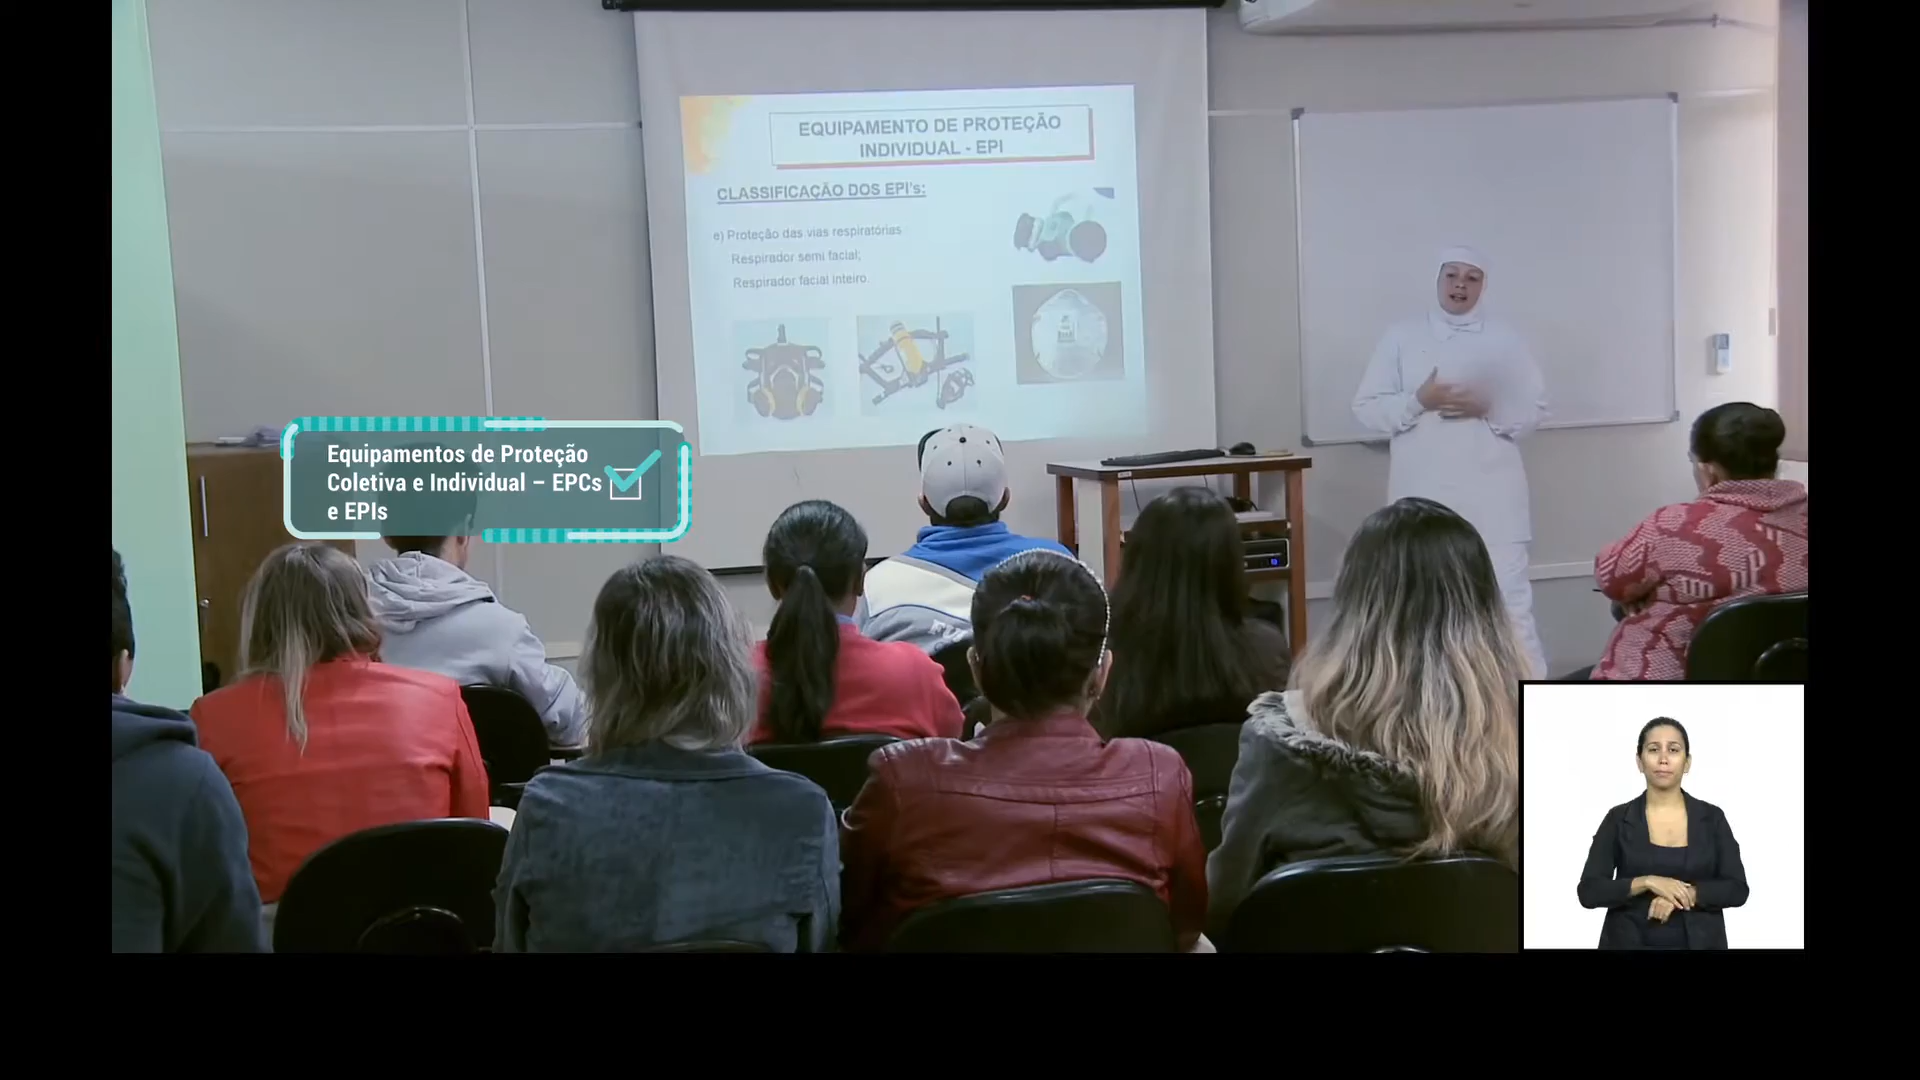 EQUIPAMENTO DE PROTEÇÃO
INDIVIDUAL - EPI
CLASSIFICAÇÃO DOS EPI's:
e) Proteção das vias respiratórias
Respirador semi facial;
Respirador facial inteiro.
Equipamentos de Proteção
Coletiva e Individual – EPCs
e EPIs